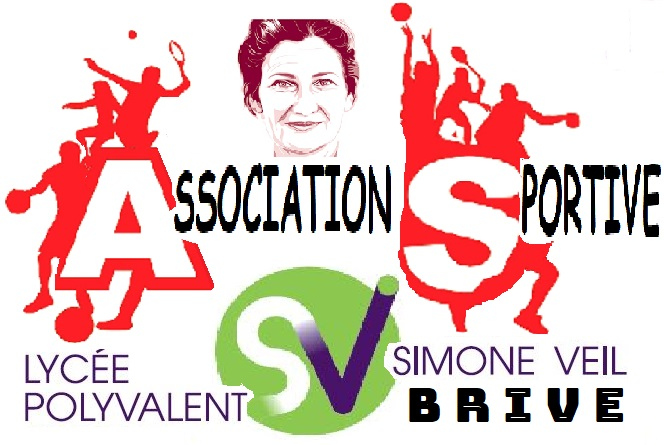 ASSOCIATION SPORTIVE
SV
LYCÉE
POLYVALENT
SIMONE VEIL
BRIVE